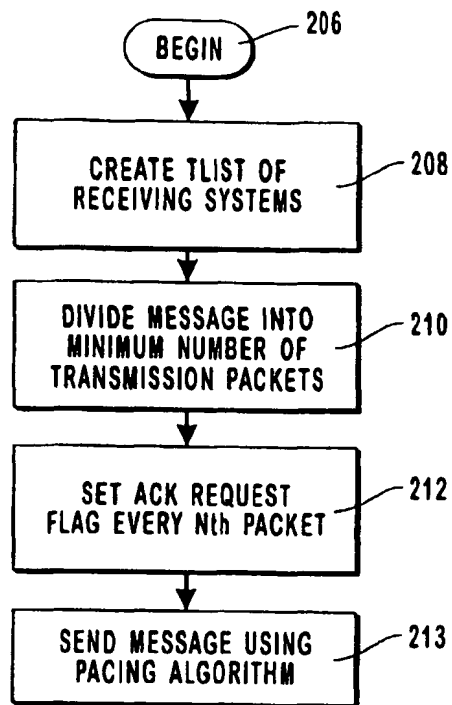 BEGIN
206
CREATE TLIST OF
RECEIVING SYSTEMS
208
DIVIDE MESSAGE INTO
MINIMUM NUMBER OF
TRANSMISSION PACKETS
210
SET ACK REQUEST
FLAG EVERY Nth PACKET
212
SEND MESSAGE USING
PACING ALGORITHM
213